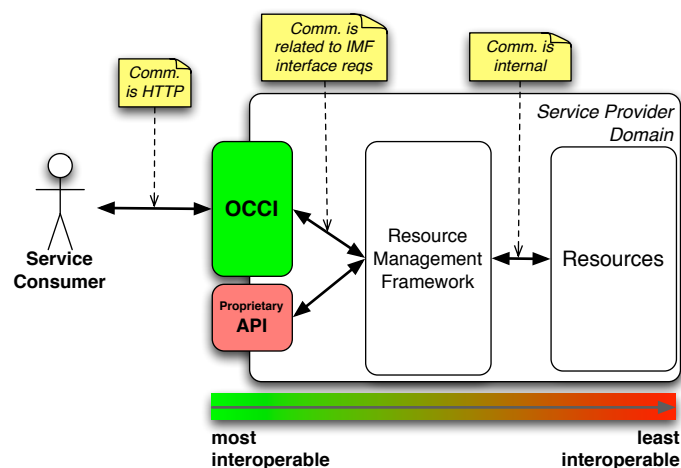 Comm.
is HTTP
Comm. is
related to IMF
interface reqs
Comm. is
internal
Service Provider
Domain
Service
Consumer
OCCI
Proprietary
API
Resource
Management
Framework
Resources
most
interoperable
least
interoperable